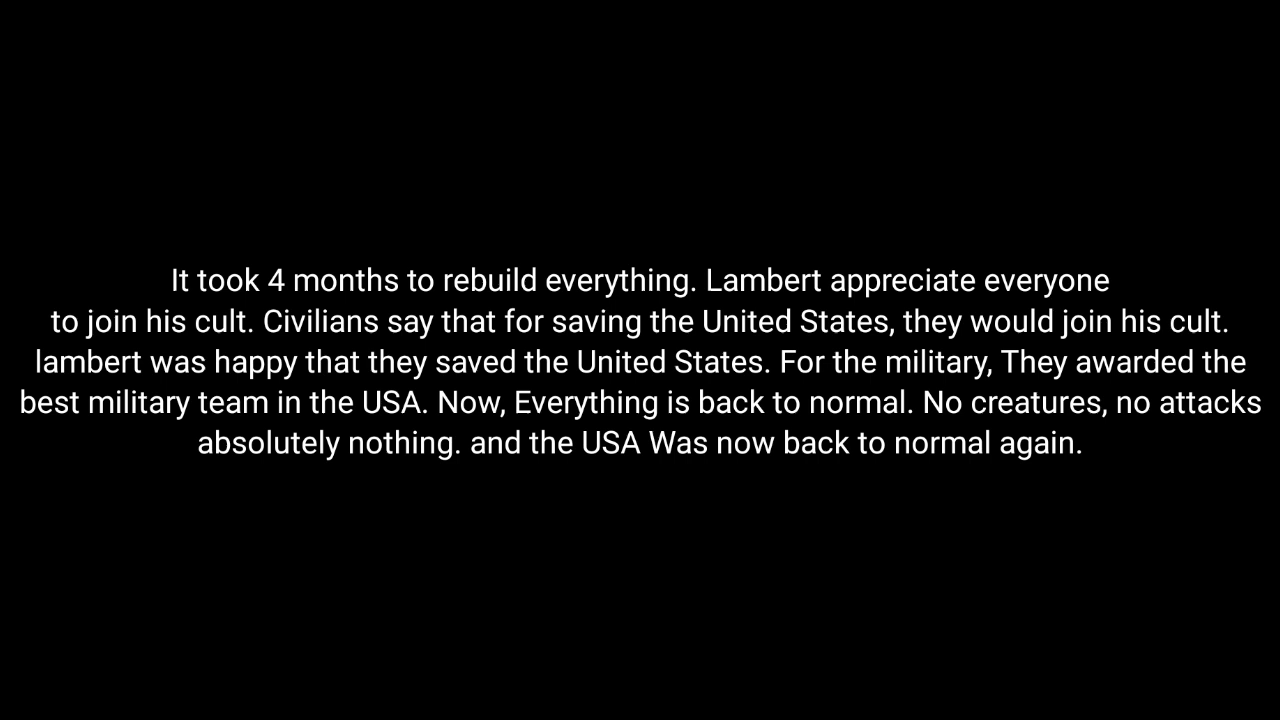 It took 4 months to rebuild everything. Lambert appreciate everyone
to join his cult. Civilians say that for saving the United States, they would join his cult.
lambert was happy that they saved the United States. For the military, They awarded the
best military team in the USA. Now, Everything is back to normal. No creatures, no attacks
absolutely nothing. and the USA Was now back to normal again.